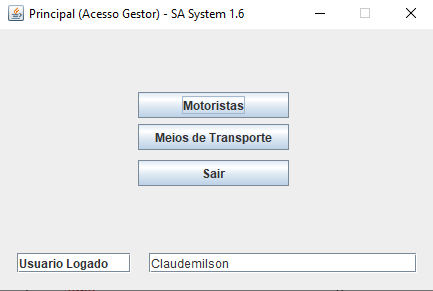 Principal (Acesso Gestor) - SA System 1.6
Motoristas
Meios de Transporte
Sair
Usuario Logado
Claudemilson